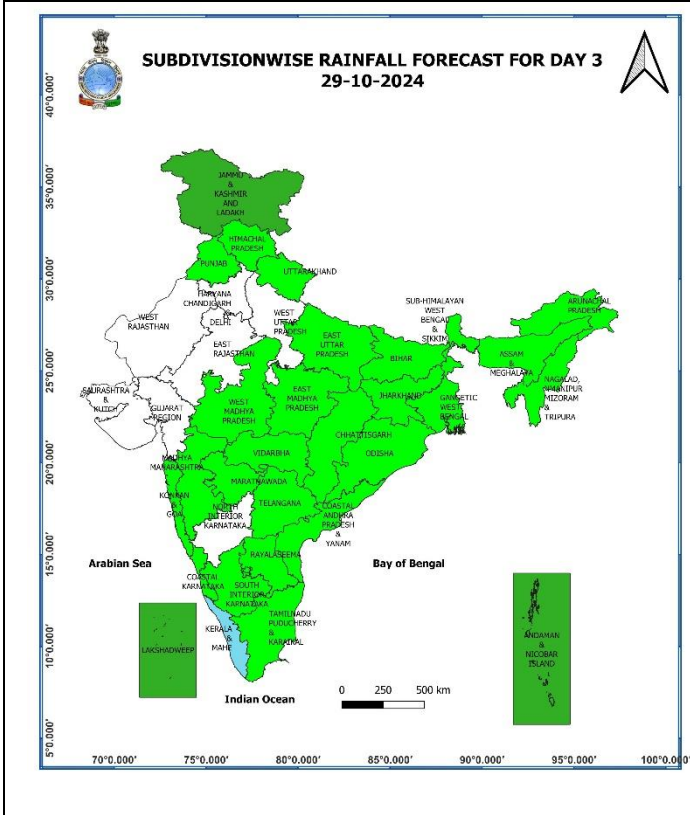 SUBDIVISIONWISE RAINFALL FORECAST FOR DAY 3
29-10-2024
40°0.000'
35°0.000'
30°0.000'
25°0.000'
20°0.000'
15°0.000'
10°0.000'
5°0.000'
JAMMU
&
KASHMIR
AND
LADAKH
HIMACHAL
PRADESH
PUNJAB
UTTARAKHAND
HARYANA
CHANDIGARH
&
DELHI
WEST
RAJASTHAN
WEST
UTTAR
PRADESH
EAST
RAJASTHAN
EAST
UTTAR
PRADESH
SUB-HIMALAYAN
WEST
BENGAL
&
SIKKIM
ARUNACHAL
PRADESH
BIHAR
ASSAM
&
MEGHALAYA
NAGALAD,
MANIPUR
MIZORAM
&
TRIPURA
SAURASHTRA
&
KUTCH
GUJARAT
REGION
WEST
MADHYA
PRADESH
EAST
MADHYA
PRADESH
JHARKHAND
GANGETIC
WEST
BENGAL
CHHATTISGARH
ODISHA
MADHYA
MAHARASHTRA
VIDARBHA
MARATHAWADA
KONKAN
&
GOA
NORTH
INTERIOR
KARNATAKA
TELANGANA
COASTAL
ANDHRA
PRADESH
&
YANAM
RAYALASEEMA
Arabian Sea
Bay of Bengal
COASTAL
KARNATAKA
SOUTH
INTERIOR
KARNATAKA
TAMILNADU
PUDUCHERRY
&
KARAIKAL
KERALA
&
MAHE
LAKSHADWEEP
ANDAMAN
&
NICOBAR
ISLAND
Indian Ocean
0 250 500 km
70°0.000' 75°0.000' 80°0.000' 85°0.000' 90°0.000' 95°0.000' 100°0.000'